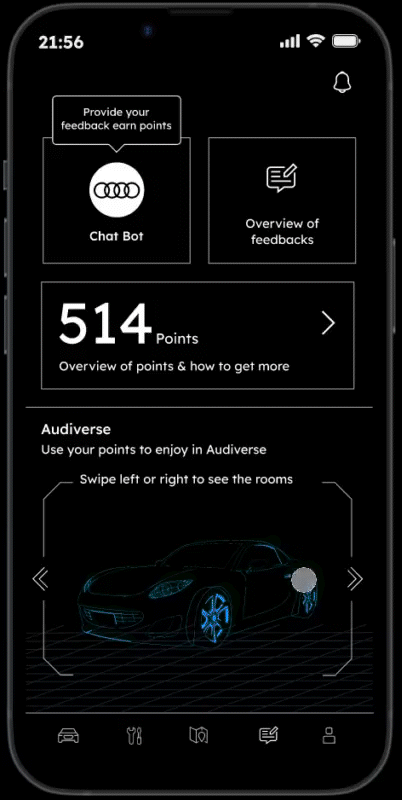 21:56
Provide your
feedback earn points
Chat Bot
Overview of
feedbacks
514 Points
Overview of points & how to get more
Audiverse
Use your points to enjoy in Audiverse
Swipe left or right to see the rooms